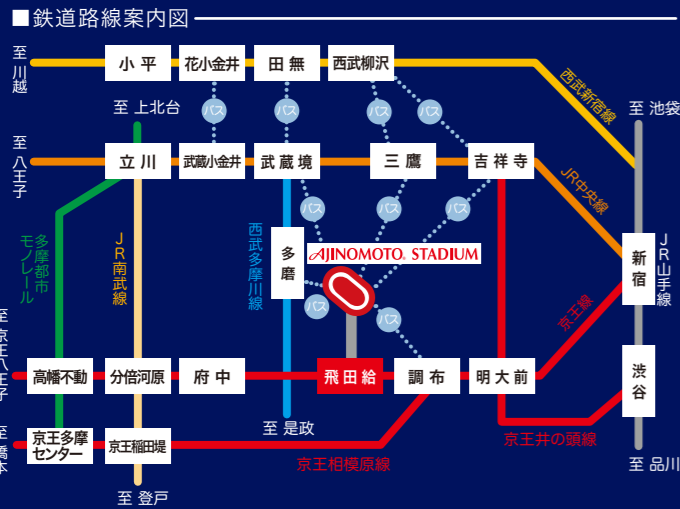 ■鉄道路線案内図
至 川越
小平
花小金井
田無
西武柳沢
西武新宿線
至 池袋
至 上北台
バス
バス
バス
バス
至 八王子
立川
武蔵小金井
武蔵境
三鷹
吉祥寺
JR中央線
バス
バス
バス
多摩都市
モノレール
JR南武線
西武多摩川線
多磨
AJINOMOTO® STADIUM
新宿
JR山手線
バス
バス
京王線
至 京王八王子
高幡不動
分倍河原
府中
飛田給
調布
明大前
渋谷
至 橋本
京王多摩
センター
京王稲田堤
至 是政
京王相模原線
京王井の頭線
至 品川
至 登戸